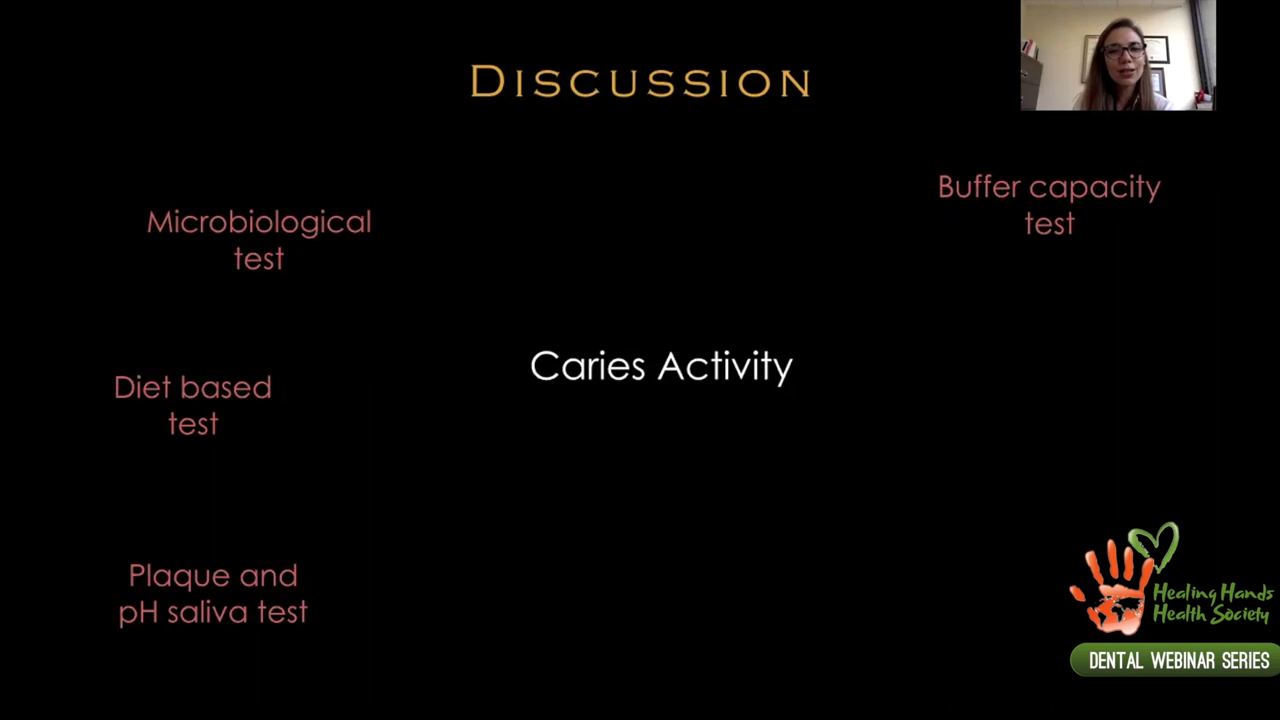 DISCUSSION
Buffer capacity
test
Microbiological
test
Caries Activity
Diet based
test
Plaque and
pH saliva test
Healing Hands
Health Society
DENTAL WEBINAR SERIES